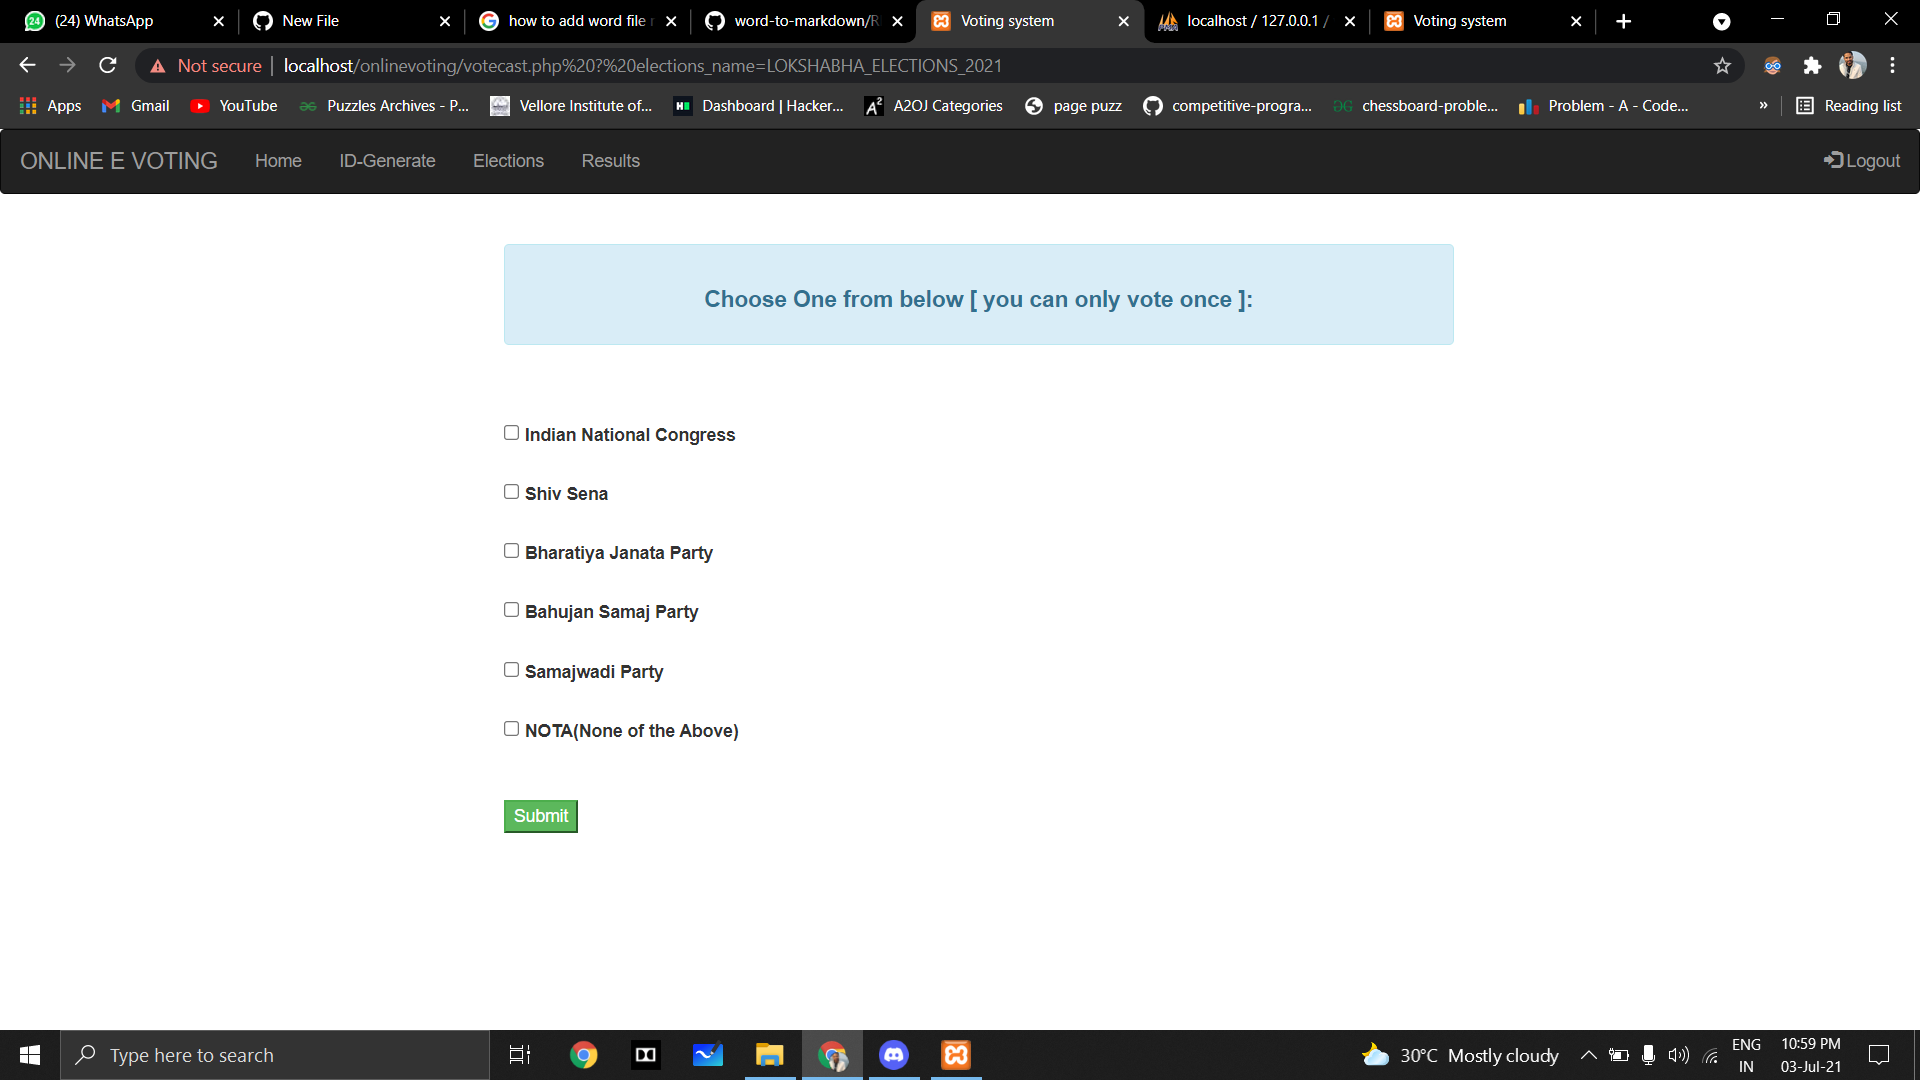 (24) WhatsApp
New File
how to add word file
word-to-markdown/R
Voting system
localhost / 127.0.0.1 /
Voting system
Not secure
localhost/onlinevoting/votecast.php%20?%20elections_name=LOKSHABHA_ELECTIONS_2021
Apps
Gmail
YouTube
Puzzles Archives - P...
Vellore Institute of...
Dashboard | Hacker...
A2OJ Categories
page puzz
competitive-progra...
chessboard-proble...
Problem - A - Code...
»
Reading list
ONLINE E VOTING
Home
ID-Generate
Elections
Results
Logout
Choose One from below [ you can only vote once ]:
Indian National Congress
Shiv Sena
Bharatiya Janata Party
Bahujan Samaj Party
Samajwadi Party
NOTA(None of the Above)
Submit
Type here to search
30°C Mostly cloudy
ENG
IN
10:59 PM
03-Jul-21